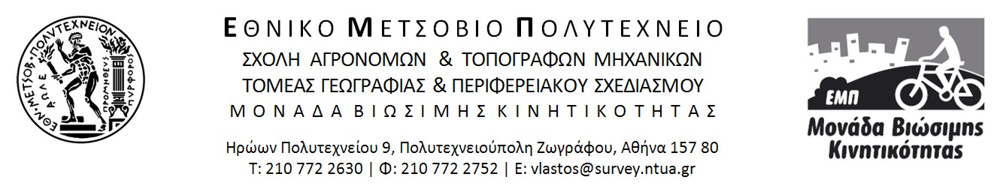 ΕΘΝ·ΜΕΤΣΟΒ·ΠΟΛΥΤΕΧΝΕΙΟΝ
ΠΡΟΜΗΘΕΥΣ
ΠΥΡΦΟΡΟΣ
ΑΩΛΕ
ΕΘΝΙΚΟ ΜΕΤΣΟΒΙΟ ΠΟΛΥΤΕΧΝΕΙΟ
ΣΧΟΛΗ ΑΓΡΟΝΟΜΩΝ & ΤΟΠΟΓΡΑΦΩΝ ΜΗΧΑΝΙΚΩΝ
ΤΟΜΕΑΣ ΓΕΩΓΡΑΦΙΑΣ & ΠΕΡΙΦΕΡΕΙΑΚΟΥ ΣΧΕΔΙΑΣΜΟΥ
ΜΟΝΑΔΑ ΒΙΩΣΙΜΗΣ ΚΙΝΗΤΙΚΟΤΗΤΑΣ
Ηρώων Πολυτεχνείου 9, Πολυτεχνειούπολη Ζωγράφου, Αθήνα 157 80
Τ: 210 772 2630 | Φ: 210 772 2752 | Ε: vlastos@survey.ntua.gr
ΕΜΠ
Μονάδα Βιώσιμης
Κινητικότητας